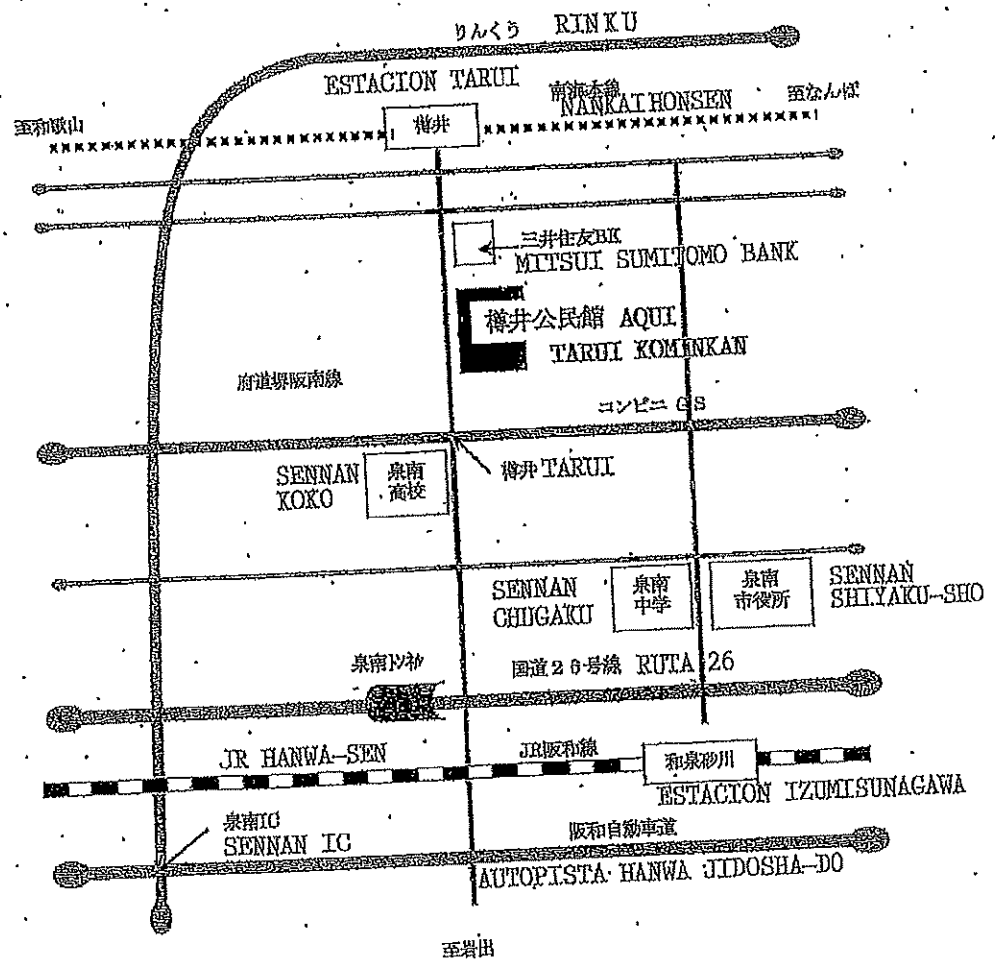 りんくう RINKU
ESTACION TARUI
南海本線
至なんば
NANKAI HONSEN
至和歌山
樽井
三井住友BK
MITSUI SUMITOMO BANK
樽井公民館 AQUI
TARUI KOMINKAN
府道堺阪南線
コンビニ GS
樽井 TARUI
SENNAN
KOKO
泉南
高校
SENNAN
CHUGAKU
泉南
中学
泉南
市役所
SENNAN
SHIYAKU-SHO
泉南トンネル
国道26号線 RUTA 26
JR HANWA-SEN
JR阪和線
和泉砂川
ESTACION IZUMISUNAGAWA
泉南IC
SENNAN IC
阪和自動車道
AUTOPISTA HANWA JIDOSHA-DO
至岩出